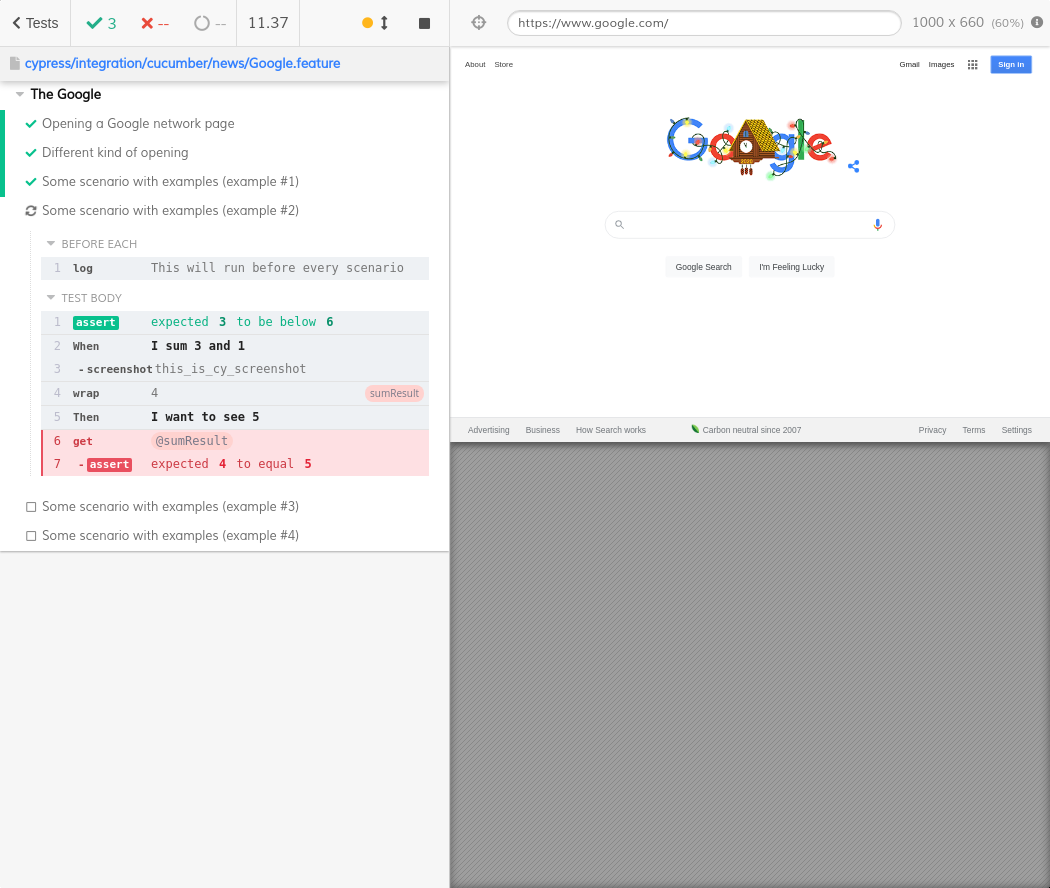 Tests 3 -- -- 11.37
cypress/integration/cucumber/news/Google.feature
The Google
Opening a Google network page
Different kind of opening
Some scenario with examples (example #1)
Some scenario with examples (example #2)
BEFORE EACH
1 log This will run before every scenario
TEST BODY
1 assert expected 3 to be below 6
2 When I sum 3 and 1
3 -screenshot this_is_cy_screenshot
4 wrap 4 sumResult
5 Then I want to see 5
6 get @sumResult
7 -assert expected 4 to equal 5
Some scenario with examples (example #3)
Some scenario with examples (example #4)
https://www.google.com/ 1000 x 660 (60%) i
About Store Gmail Images Sign in
Google
Google Search I'm Feeling Lucky
Advertising Business How Search works Carbon neutral since 2007 Privacy Terms Settings